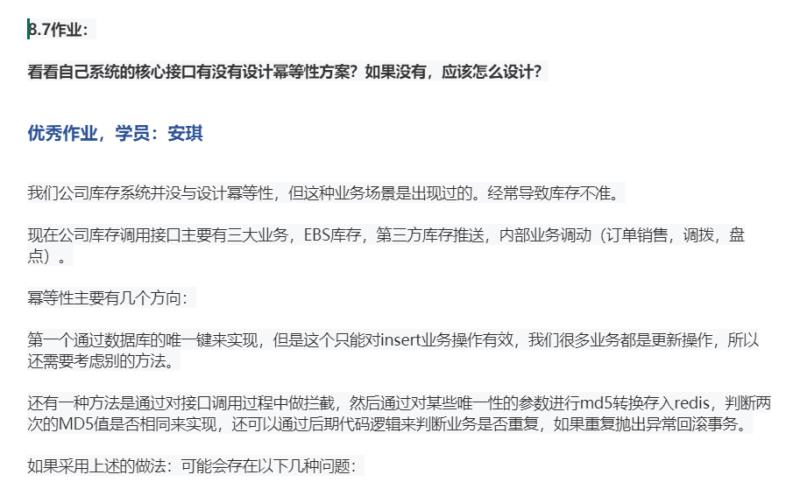 8.7作业：
看看自己系统的核心接口有没有设计幂等性方案？如果没有，应该怎么设计？
优秀作业，学员：安琪
我们公司库存系统并没与设计幂等性，但这种业务场景是出现过的。经常导致库存不准。
现在公司库存调用接口主要有三大业务，EBS库存，第三方库存推送，内部业务调动（订单销售，调拨，盘
点）。
幂等性主要有几个方向：
第一个通过数据库的唯一键来实现，但是这个只能对insert业务操作有效，我们很多业务都是更新操作，所以
还需要考虑别的方法。
还有一种方法是通过对接口调用过程中做拦截，然后通过对某些唯一性的参数进行md5转换存入redis，判断两
次的MD5值是否相同来实现，还可以通过后期代码逻辑来判断业务是否重复，如果重复抛出异常回滚事务。
如果采用上述的做法：可能会存在以下几种问题：